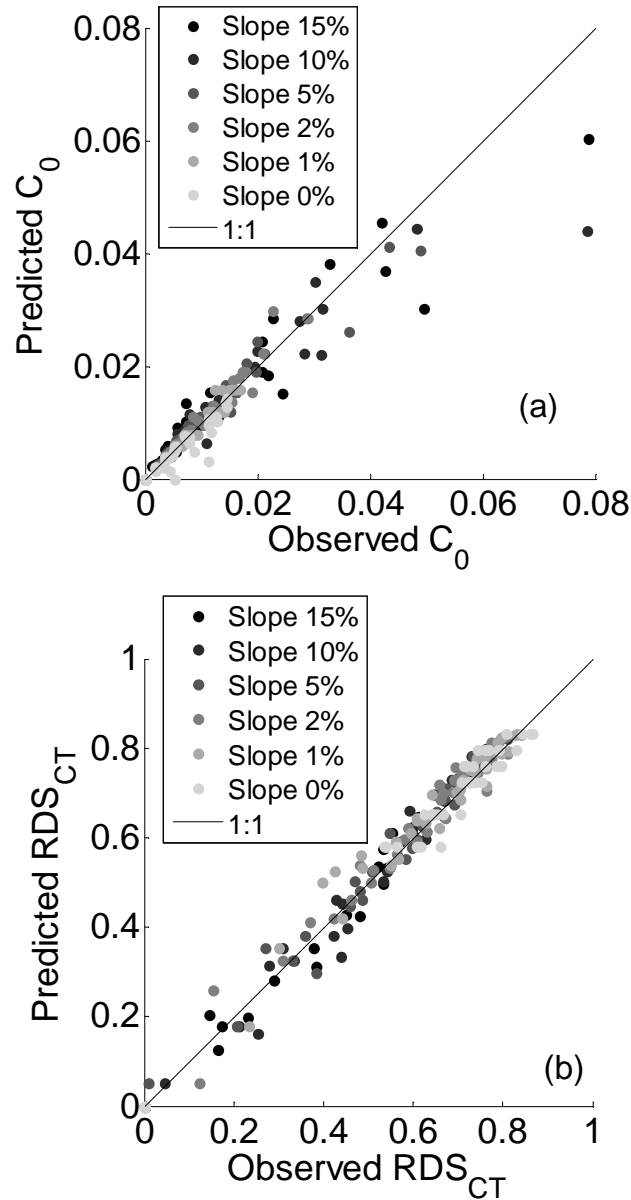 0.08
0.06
0.04
0.02
0
Predicted C0
Slope 15%
Slope 10%
Slope 5%
Slope 2%
Slope 1%
Slope 0%
1:1
(a)
0 0.02 0.04 0.06 0.08
Observed C0
1
0.8
0.6
0.4
0.2
0
Predicted RDSCT
Slope 15%
Slope 10%
Slope 5%
Slope 2%
Slope 1%
Slope 0%
1:1
(b)
0 0.2 0.4 0.6 0.8 1
Observed RDSCT